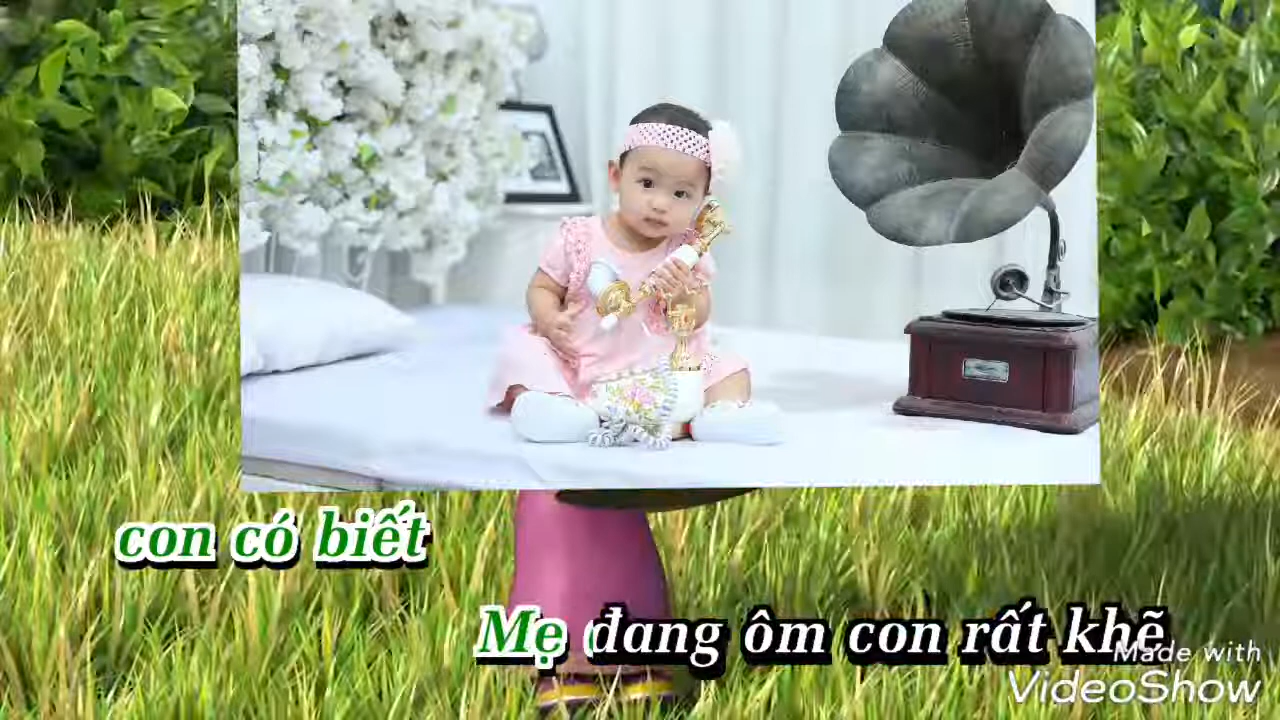 con có biết
Mẹ đang ôm con rất khẽ
Made with
VideoShow